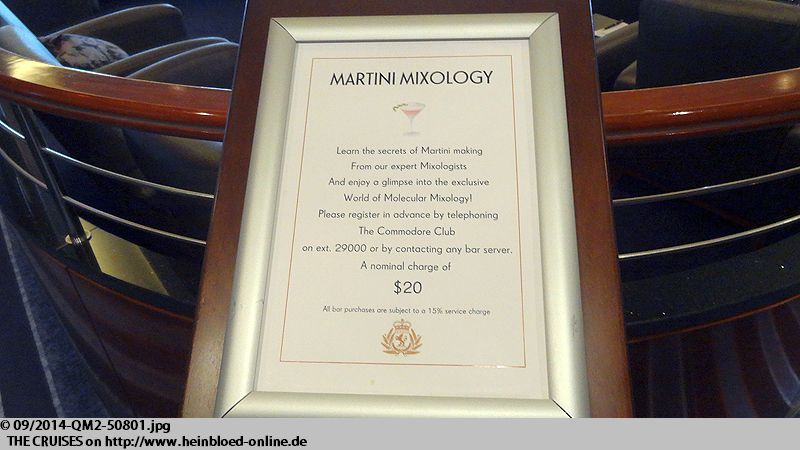 MARTINI MIXOLOGY
Learn the secrets of Martini making
From our expert Mixologists
And enjoy a glimpse into the exclusive
World of Molecular Mixology!
Please register in advance by telephoning
The Commodore Club
on ext. 29000 or by contacting any bar server.
A nominal charge of
$20
All bar purchases are subject to a 15% service charge
© 09/2014-QM2-50801.jpg
THE CRUISES on http://www.heinbloed-online.de